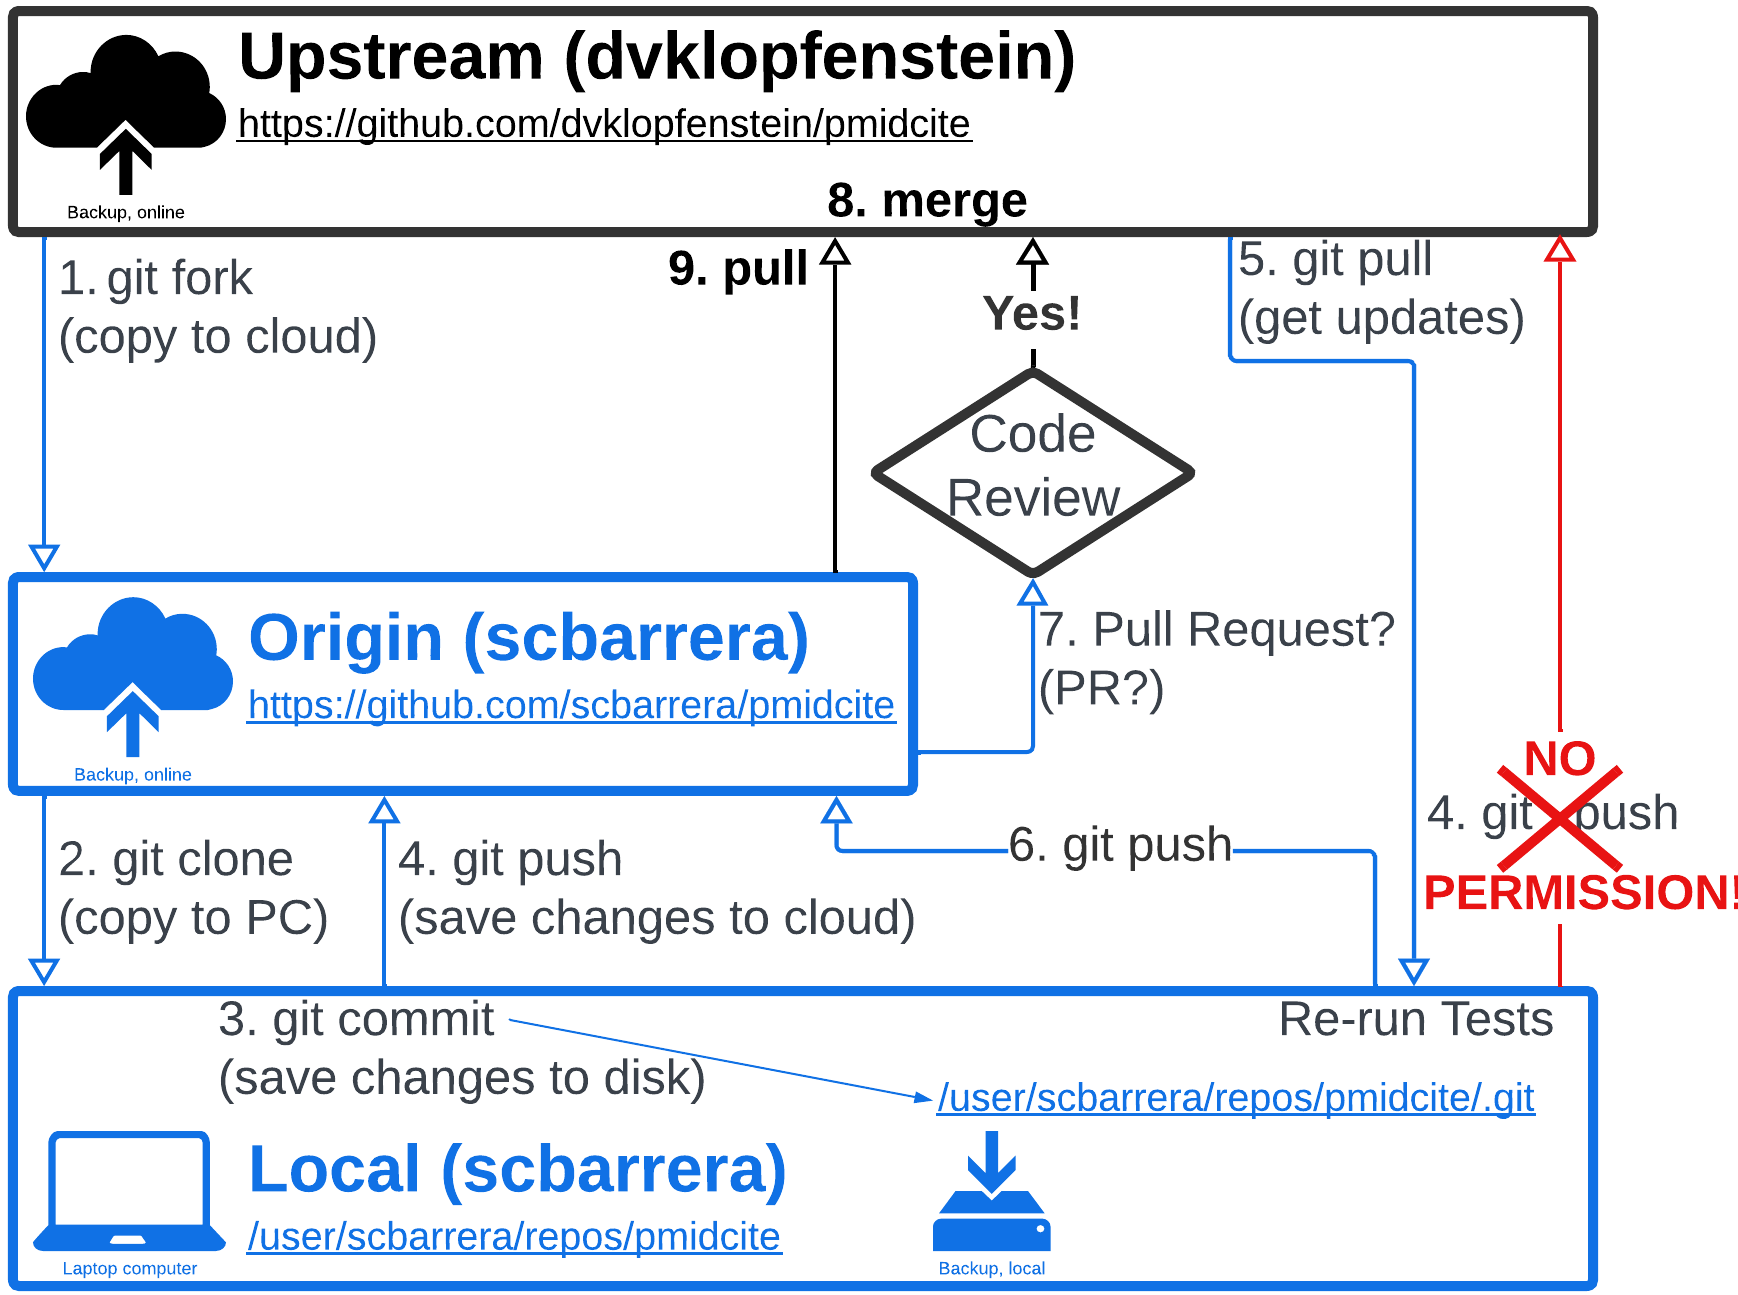 Upstream (dvklopfenstein)
https://github.com/dvklopfenstein/pmidcite
Backup, online
8. merge
1. git fork
(copy to cloud)
9. pull
Yes!
5. git pull
(get updates)
Code
Review
Origin (scbarrera)
https://github.com/scbarrera/pmidcite
Backup, online
7. Pull Request?
(PR?)
2. git clone
(copy to PC)
4. git push
(save changes to cloud)
6. git push
NO
4. git push
PERMISSION!
3. git commit
(save changes to disk)
Re-run Tests
/user/scbarrera/repos/pmidcite/.git
Local (scbarrera)
/user/scbarrera/repos/pmidcite
Laptop computer
Backup, local